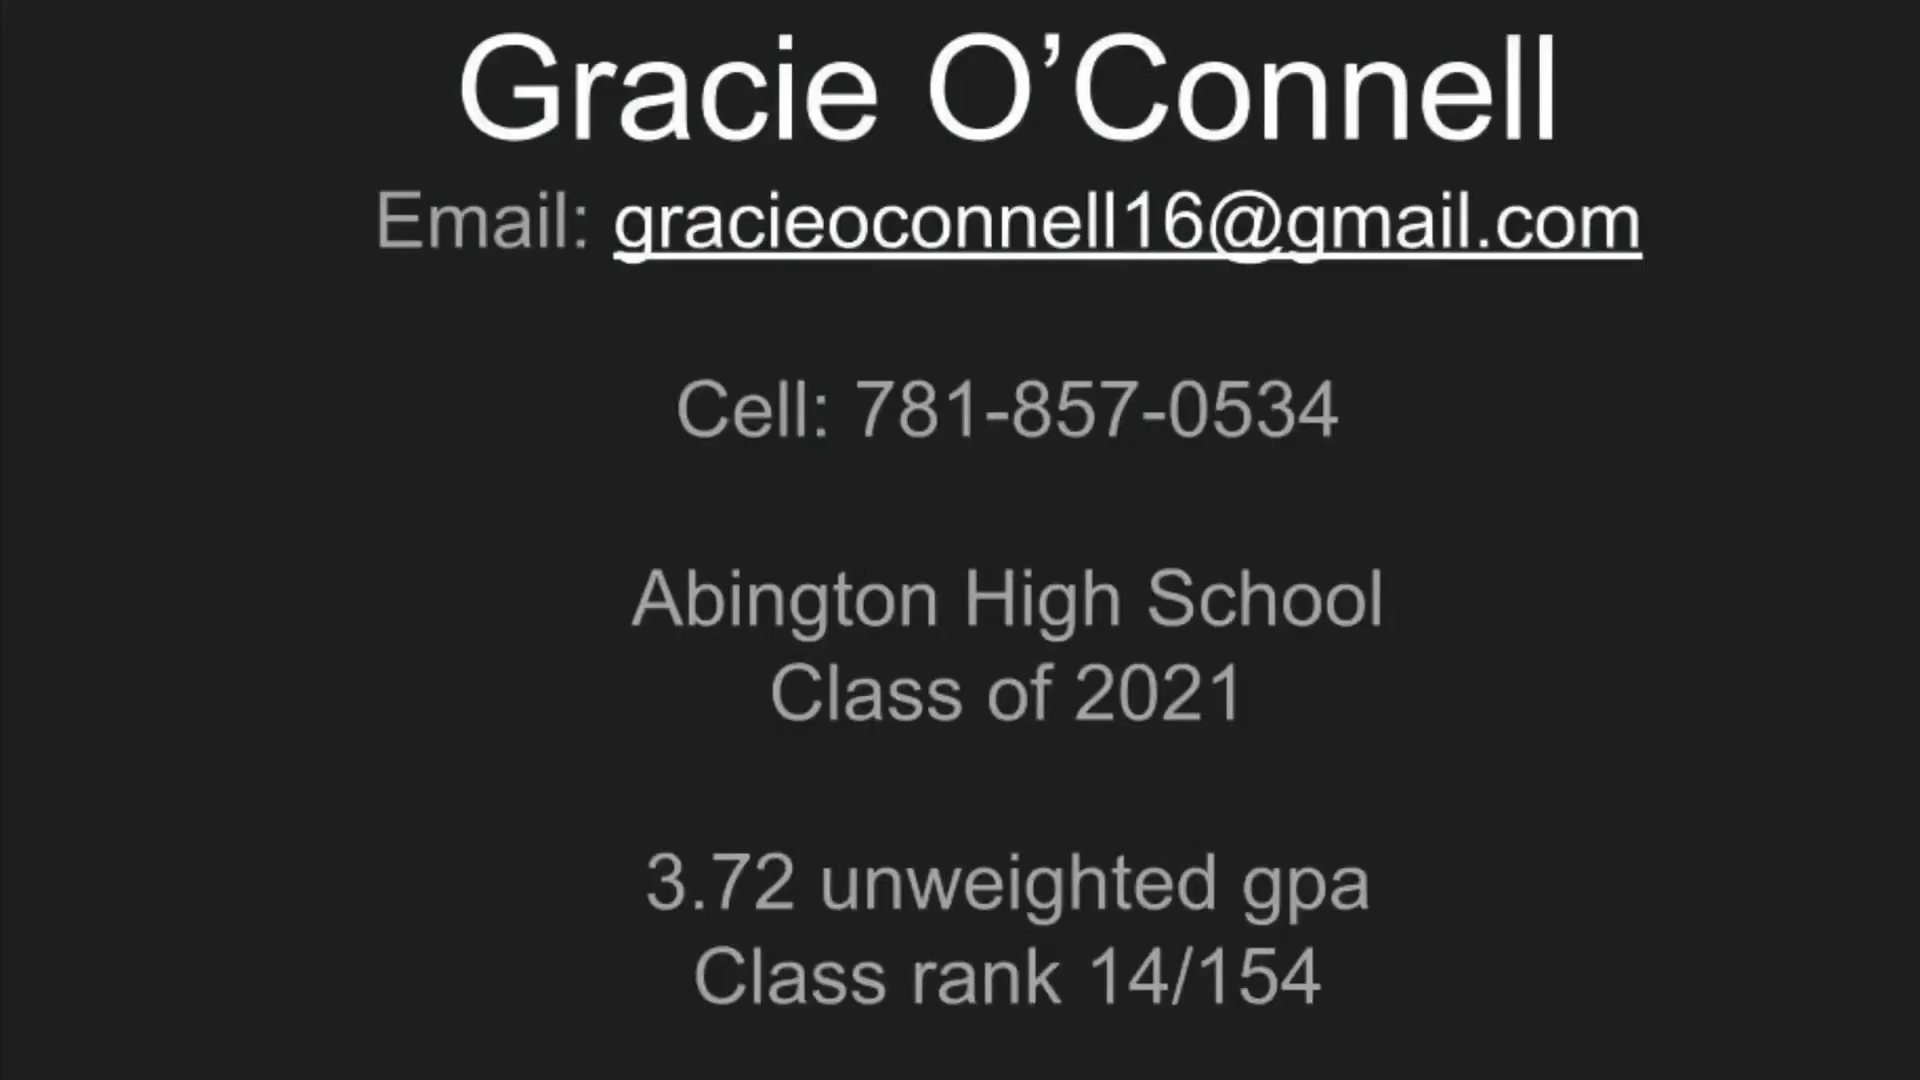 Gracie O’Connell
Email: gracieoconnell16@gmail.com
Cell: 781-857-0534
Abington High School
Class of 2021
3.72 unweighted gpa
Class rank 14/154